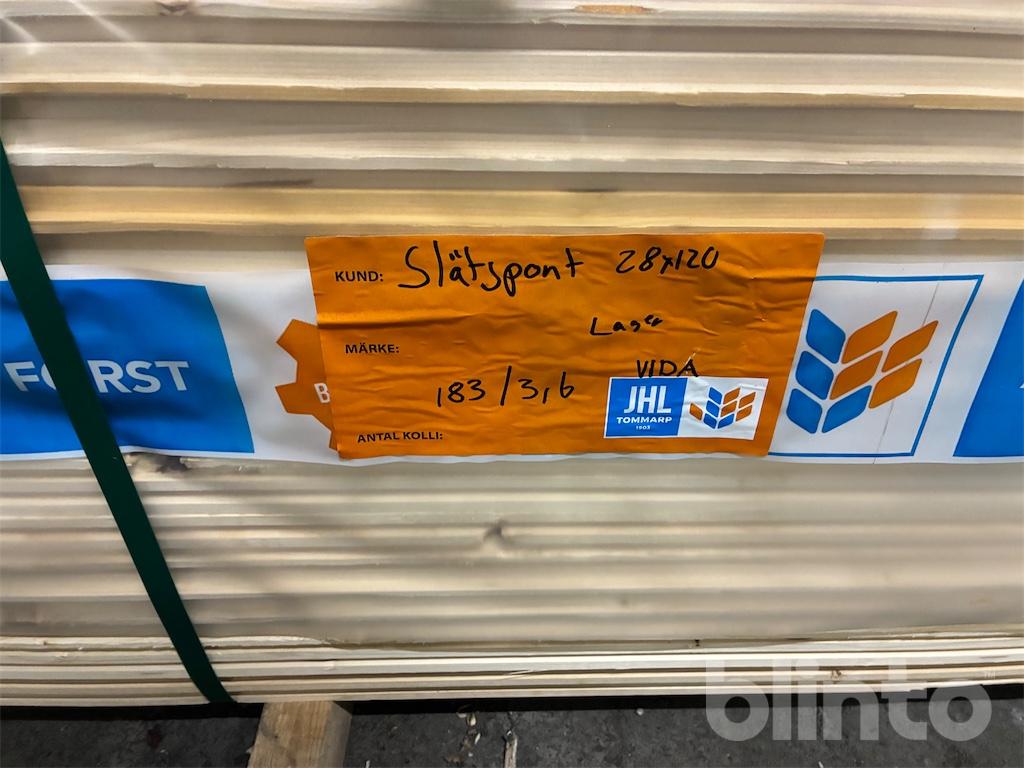 KUND: Slätspont 28x120
Lager
MÄRKE:
VIDA
183/3,6
ANTAL KOLLI:
JHL
TOMMARP
1903
FORST
B
blinto